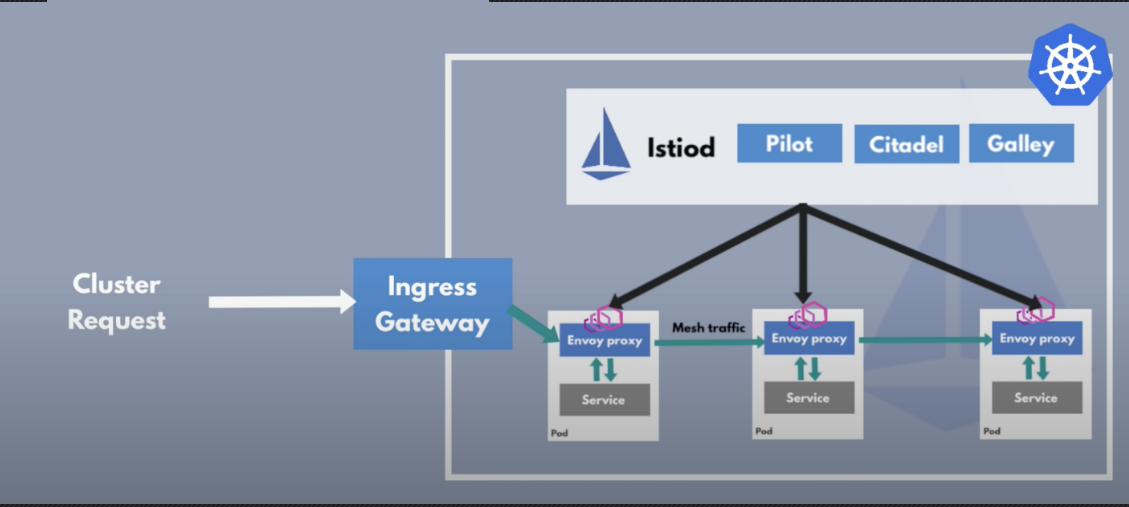 Istiod
Pilot
Citadel
Galley
Cluster
Request
Ingress
Gateway
Mesh traffic
Envoy proxy
Envoy proxy
Envoy proxy
Service
Service
Service
Pod
Pod
Pod